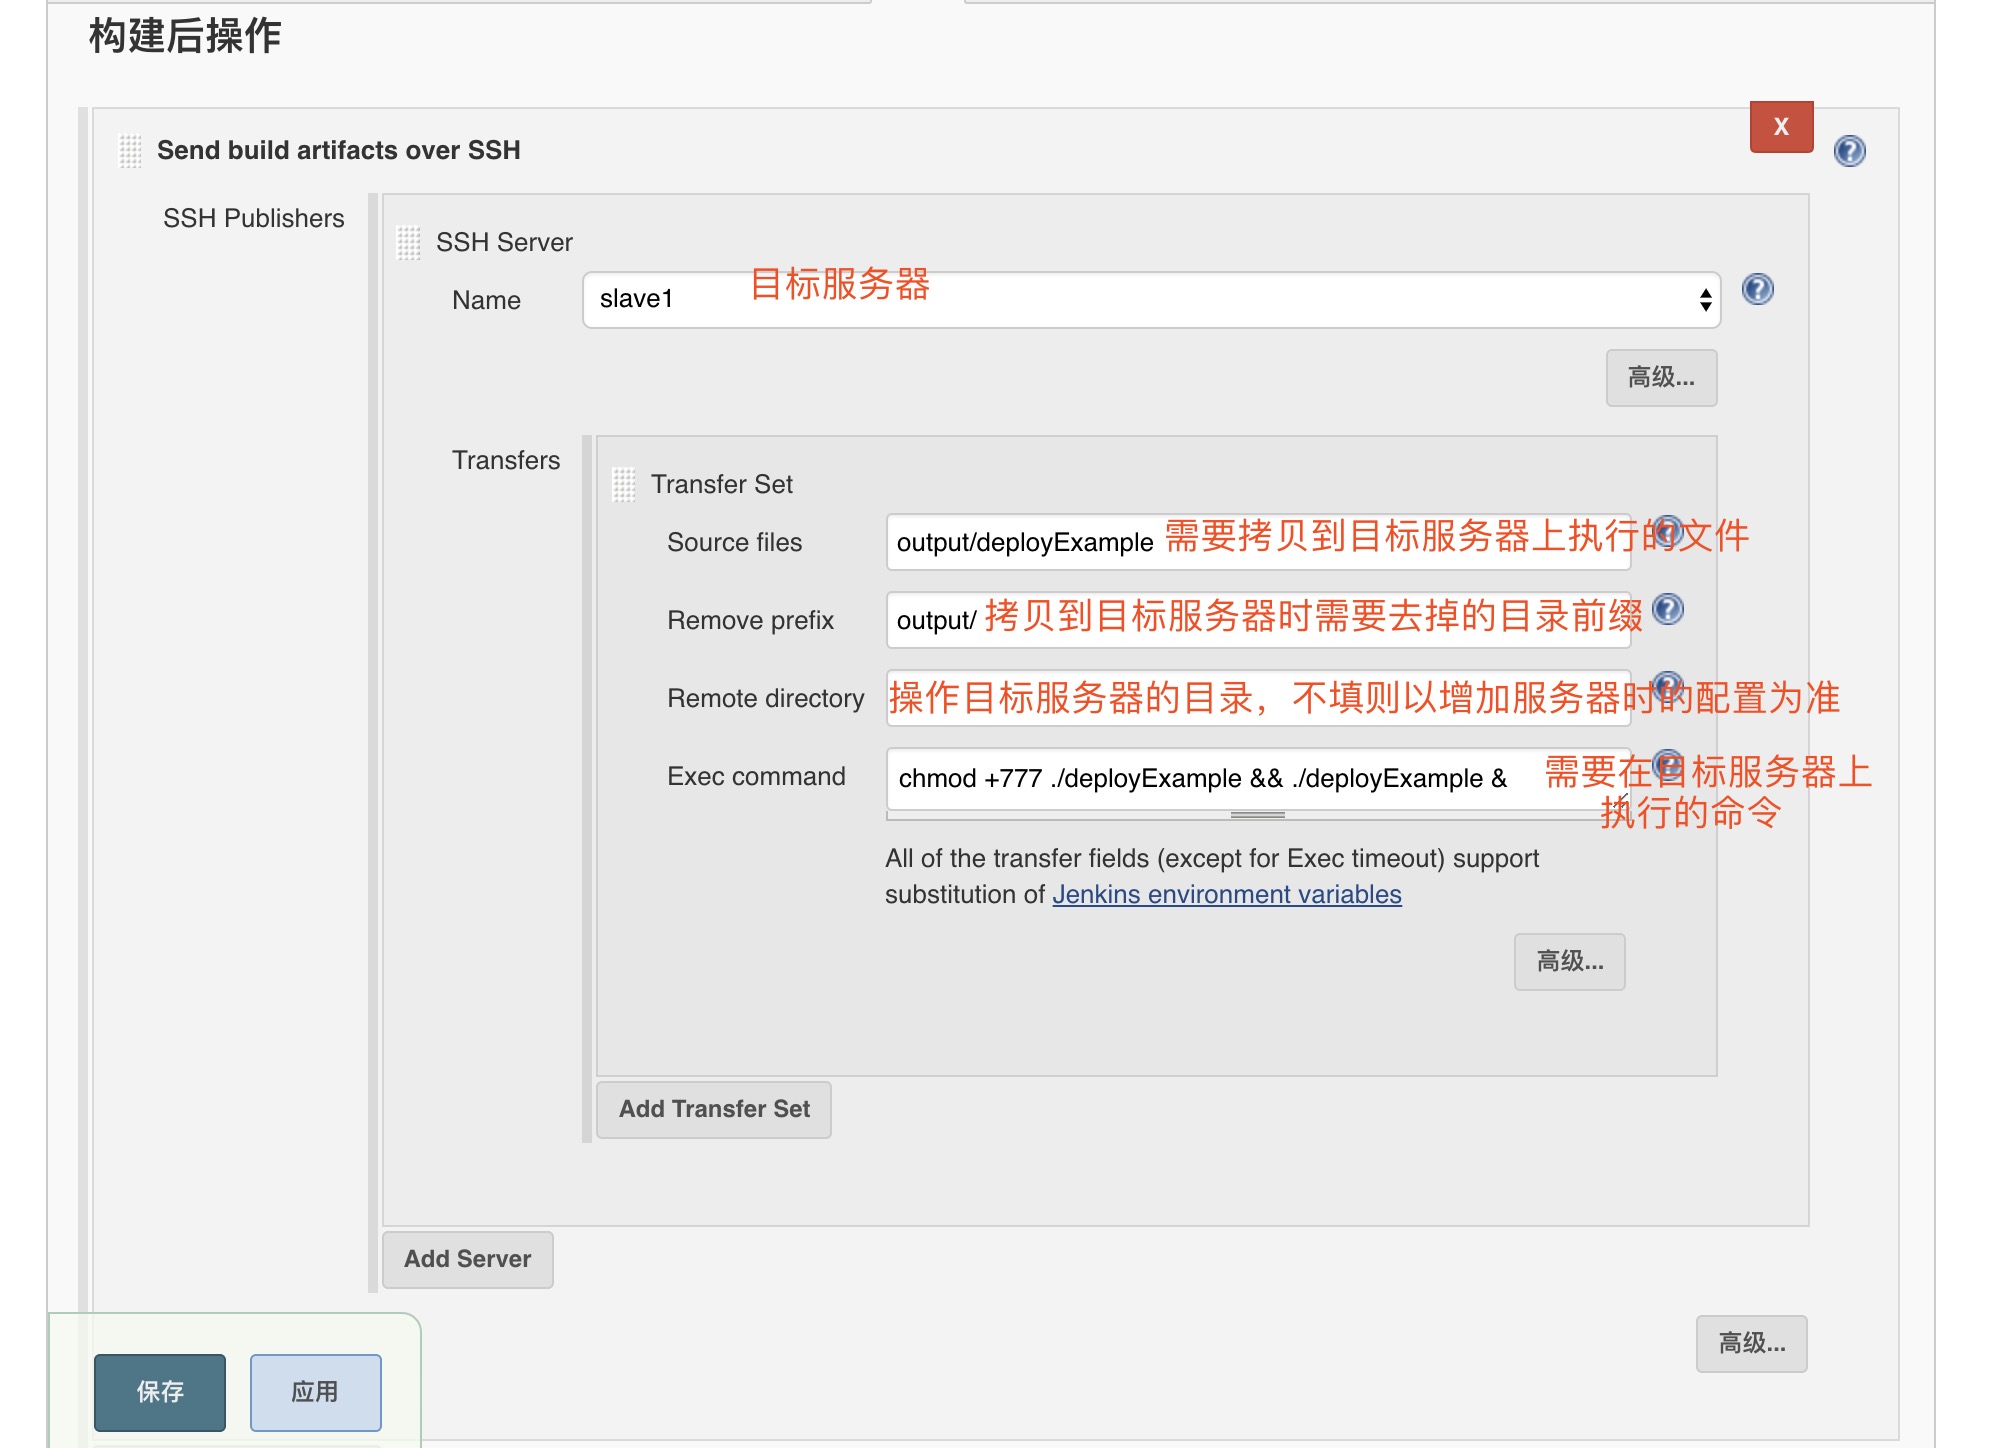 构建后操作
Send build artifacts over SSH
X
SSH Publishers
SSH Server
Name
slave1
目标服务器
高级...
Transfers
Transfer Set
Source files
output/deployExample
需要拷贝到目标服务器上执行的文件
Remove prefix
output/
拷贝到目标服务器时需要去掉的目录前缀
Remote directory
操作目标服务器的目录，不填则以增加服务器时的配置为准
Exec command
chmod +777 ./deployExample && ./deployExample &
需要在目标服务器上
执行的命令
All of the transfer fields (except for Exec timeout) support
substitution of Jenkins environment variables
高级...
Add Transfer Set
Add Server
高级...
保存
应用